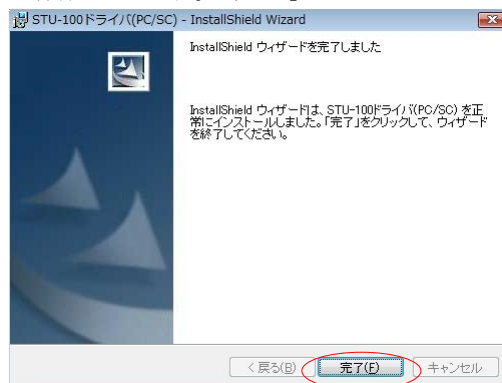 STU-100ドライバ(PC/SC) - InstallShield Wizard
InstallShield ウィザードを完了しました
InstallShield ウィザードは、STU-100ドライバ(PC/SC) を正
常にインストールしました。「完了」をクリックして、ウィザード
を終了してください。
< 戻る(B)
完了(F)
キャンセル